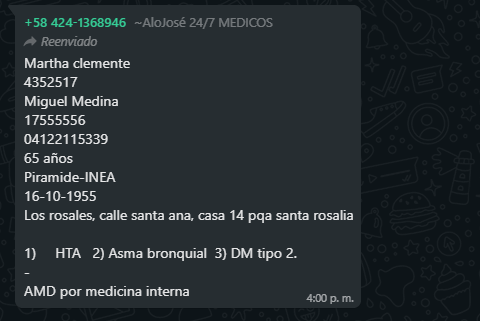 +58 424-1368946 ~AloJosé 24/7 MEDICOS
Reenviado
Martha clemente
4352517
Miguel Medina
17555556
04122115339
65 años
Piramide-INEA
16-10-1955
Los rosales, calle santa ana, casa 14 pqa santa rosalia
1) HTA 2) Asma bronquial 3) DM tipo 2.
-
AMD por medicina interna
4:00 p. m.